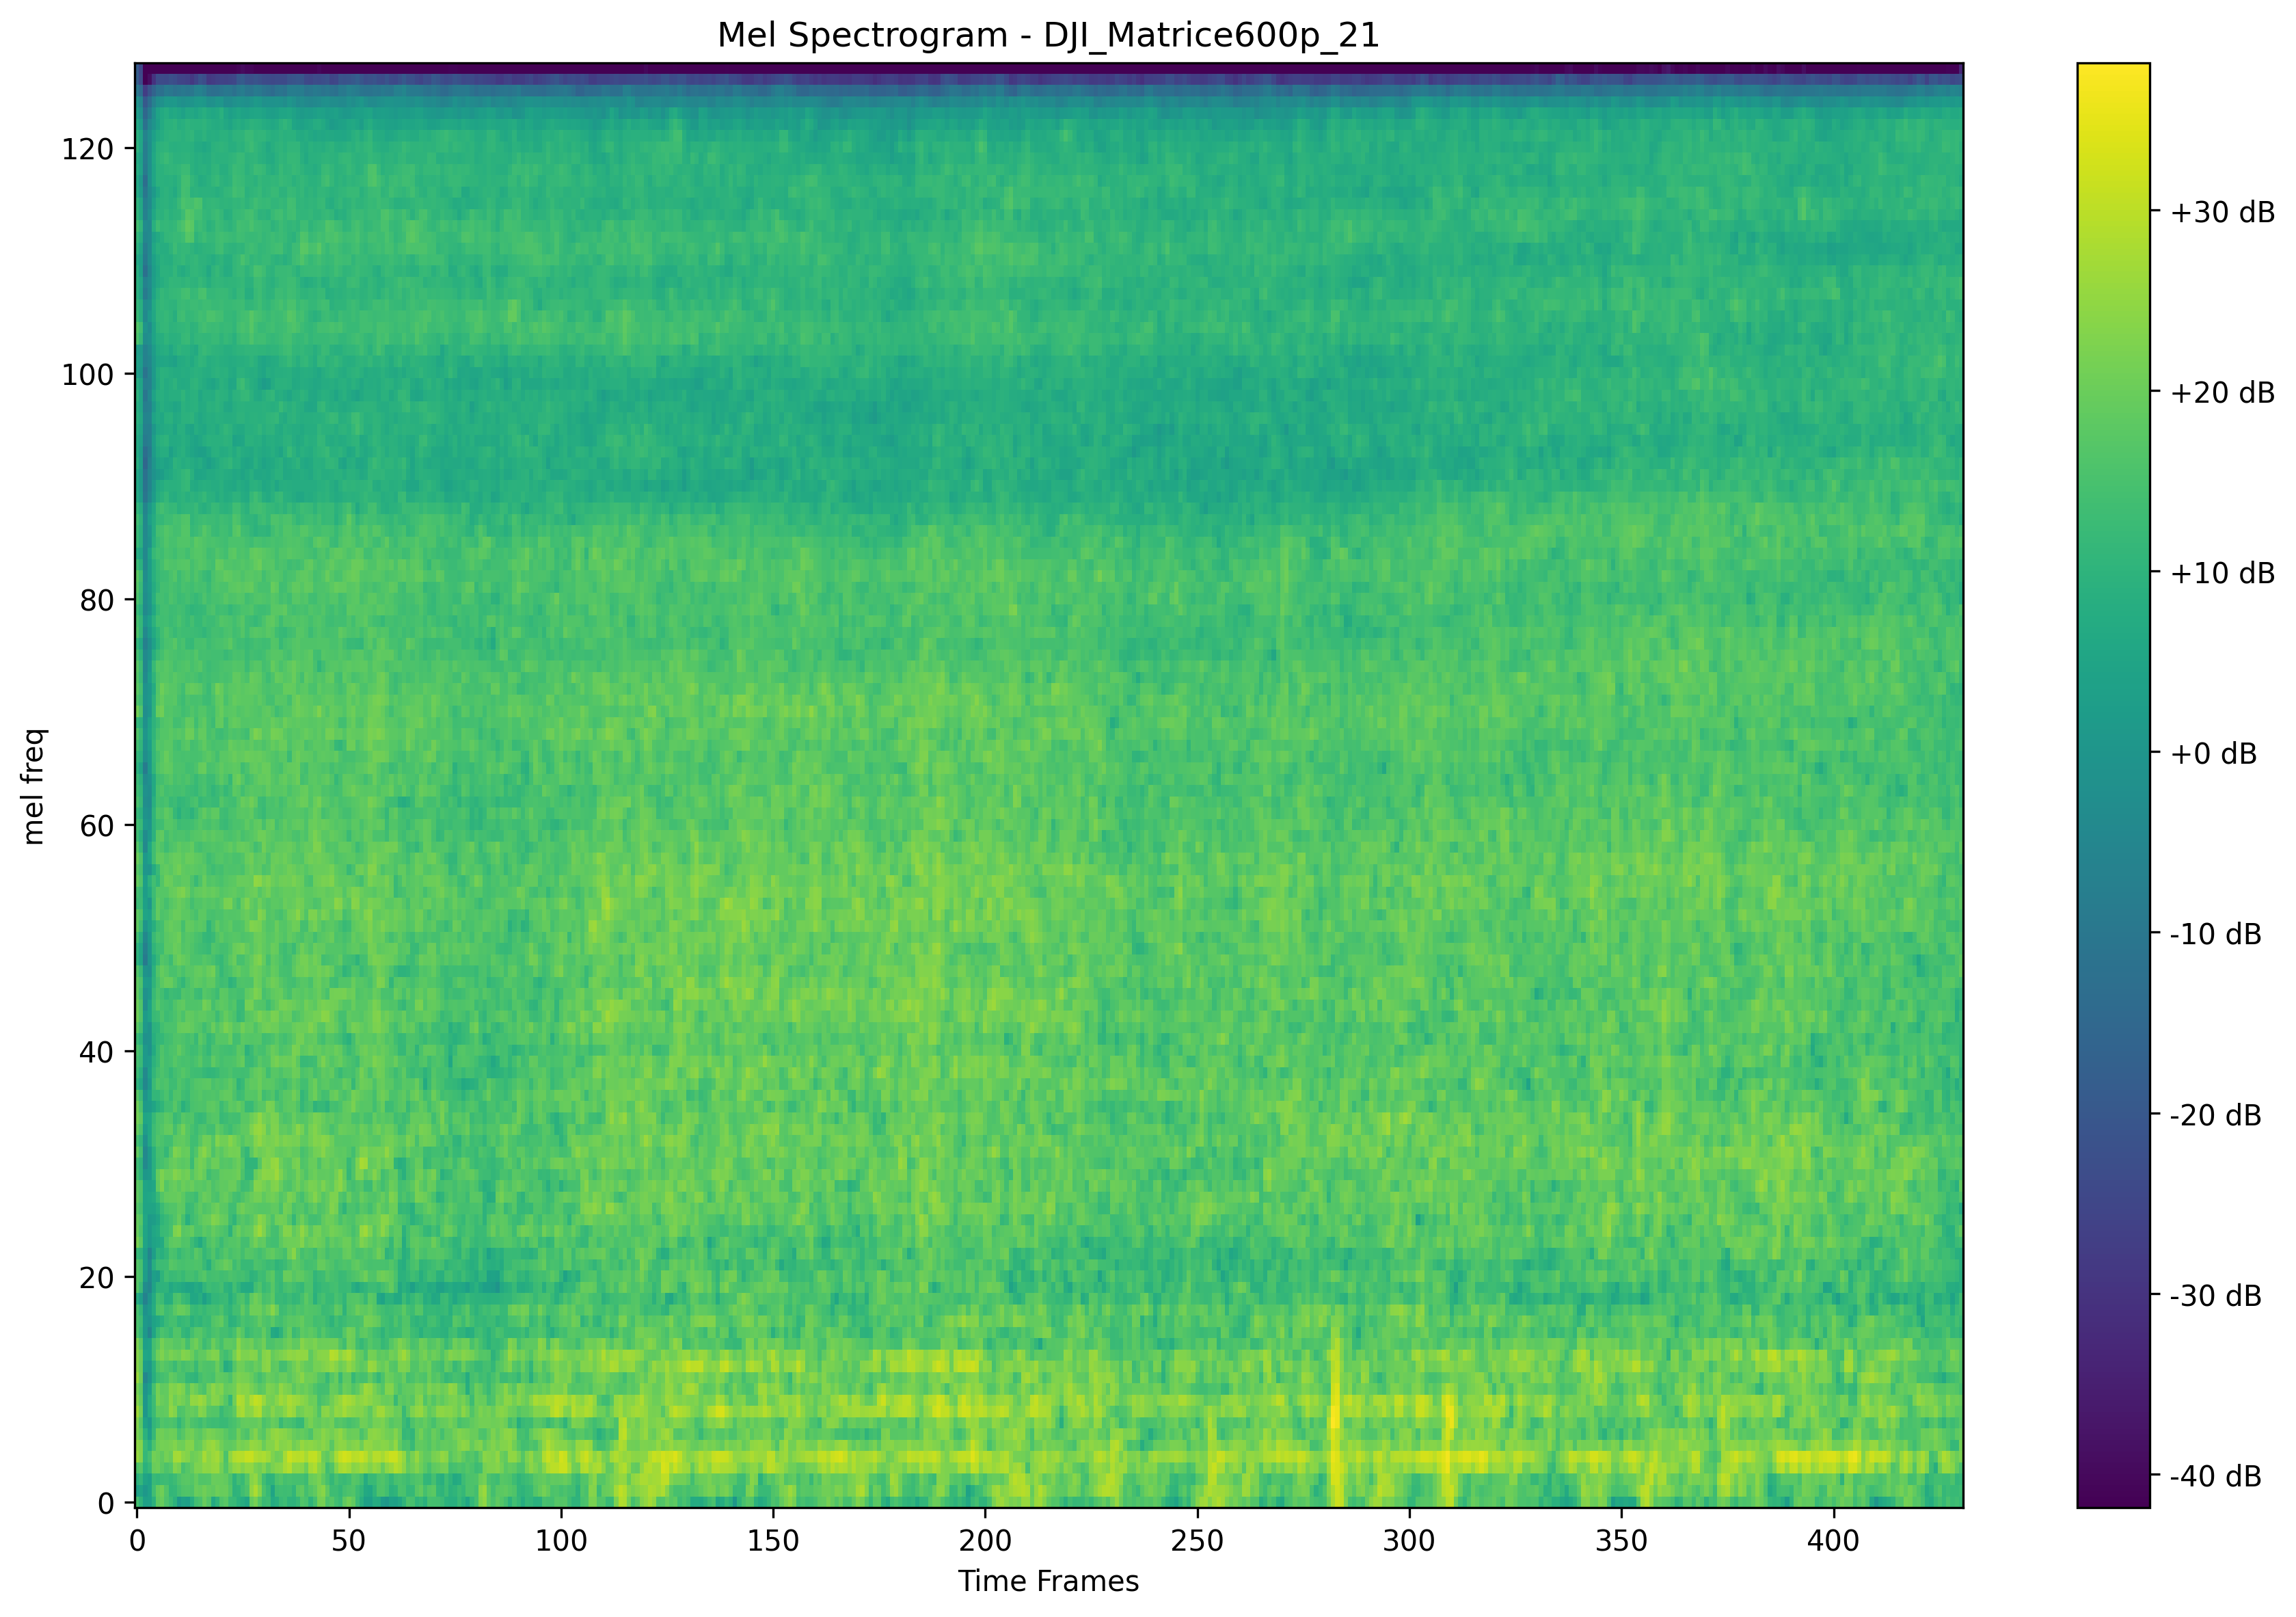 Mel Spectrogram - DJI_Matrice600p_21
mel freq
120
100
80
60
40
20
0
0 50 100 150 200 250 300 350 400
Time Frames
+30 dB
+20 dB
+10 dB
+0 dB
-10 dB
-20 dB
-30 dB
-40 dB